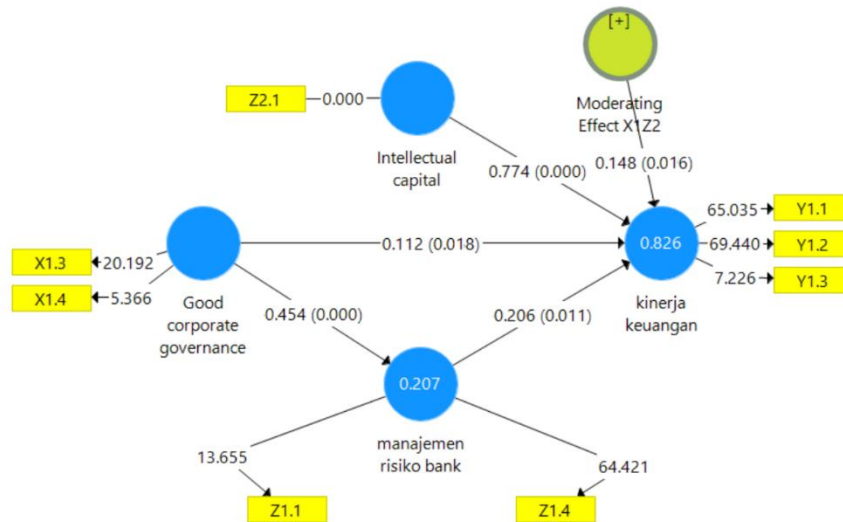 [+]
Moderating
Effect X1Z2
Z2.1
0.000
Intellectual
capital
0.148 (0.016)
0.774 (0.000)
65.035
Y1.1
X1.3
20.192
0.112 (0.018)
0.826
69.440
Y1.2
X1.4
5.366
7.226
Y1.3
Good
corporate
governance
kinerja
keuangan
0.454 (0.000)
0.206 (0.011)
0.207
manajemen
risiko bank
13.655
64.421
Z1.1
Z1.4